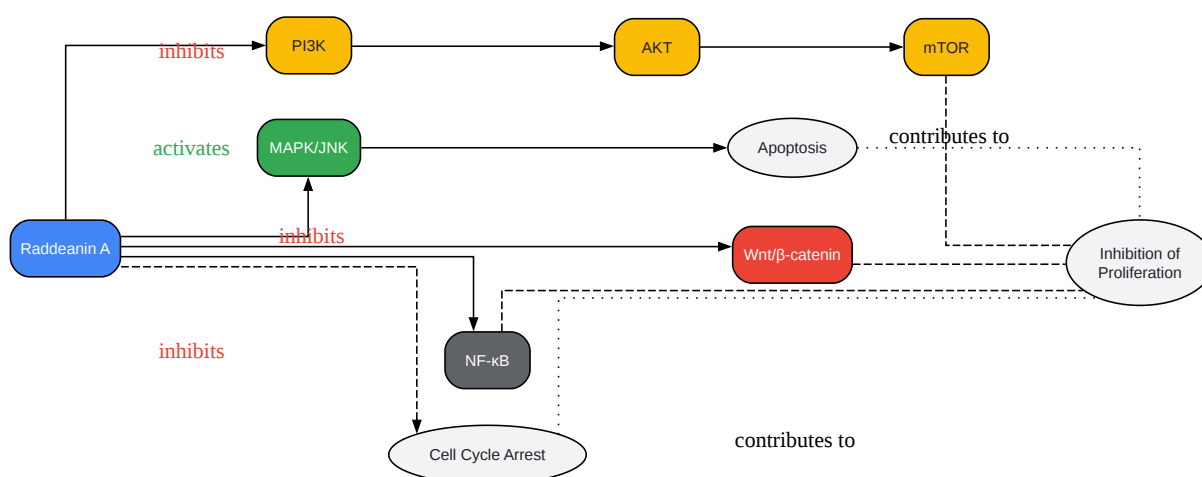 inhibits
PI3K
AKT
mTOR
activates
MAPK/JNK
Apoptosis
contributes to
Raddeanin A
inhibits
Wnt/β-catenin
Inhibition of
Proliferation
inhibits
NF-κB
Cell Cycle Arrest
contributes to